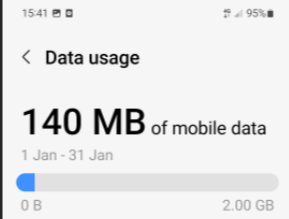 15:41 95%
Data usage
140 MB of mobile data
1 Jan - 31 Jan
0 B 2.00 GB